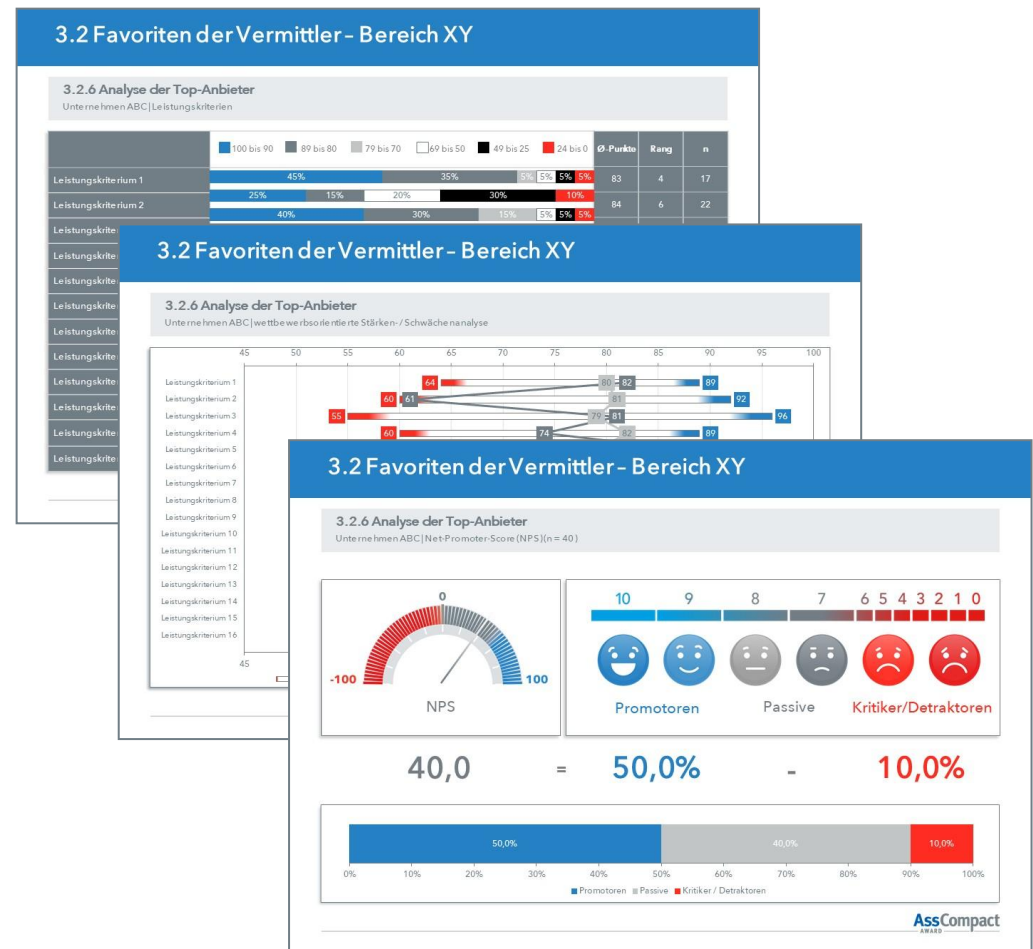 3.2 Favoriten der Vermittler – Bereich XY
3.2.6 Analyse der Top-Anbieter
Unternehmen ABC|Leistungskriterien
100 bis 90 89 bis 80 79 bis 70 69 bis 50 49 bis 25 24 bis 0 Ø-Punkte Rang n
Leistungskriterium 1 45% 35% 5% 5% 5% 5% 83 4 17
25% 15% 20% 30% 10%
Leistungskriterium 2 84 6 22
40% 30% 15% 5% 5% 5%
Leistungskrite
Leistungskrite
Leistungskrite
Leistungskrite
Leistungskrite
Leistungskrite
Leistungskrite
Leistungskrite
Leistungskrite
Leistungskrite
3.2 Favoriten der Vermittler – Bereich XY
3.2.6 Analyse der Top-Anbieter
Unternehmen ABC|wettbewerbsorientierte Stärken-/ Schwächenanalyse
45 50 55 60 65 70 75 80 85 90 95 100
Leistungskriterium 1 64 80 82 89
Leistungskriterium 2 60 61 81 92
Leistungskriterium 3 55 79 81 96
Leistungskriterium 4 60 74 82 89
Leistungskriterium 5
Leistungskriterium 6
Leistungskriterium 7
Leistungskriterium 8
Leistungskriterium 9
Leistungskriterium 10
Leistungskriterium 11
Leistungskriterium 12
Leistungskriterium 13
Leistungskriterium 14
Leistungskriterium 15
Leistungskriterium 16
45
3.2 Favoriten der Vermittler – Bereich XY
3.2.6 Analyse der Top-Anbieter
Unternehmen ABC|Net-Promoter-Score (NPS)(n = 40)
0
-100 100
NPS
10 9 8 7 6 5 4 3 2 1 0
Promotoren Passive Kritiker/Detraktoren
40,0 = 50,0% - 10,0%
50,0% 40,0% 10,0%
0% 10% 20% 30% 40% 50% 60% 70% 80% 90% 100%
Promotoren Passive Kritiker / Detraktoren
AssCompact
AWARD